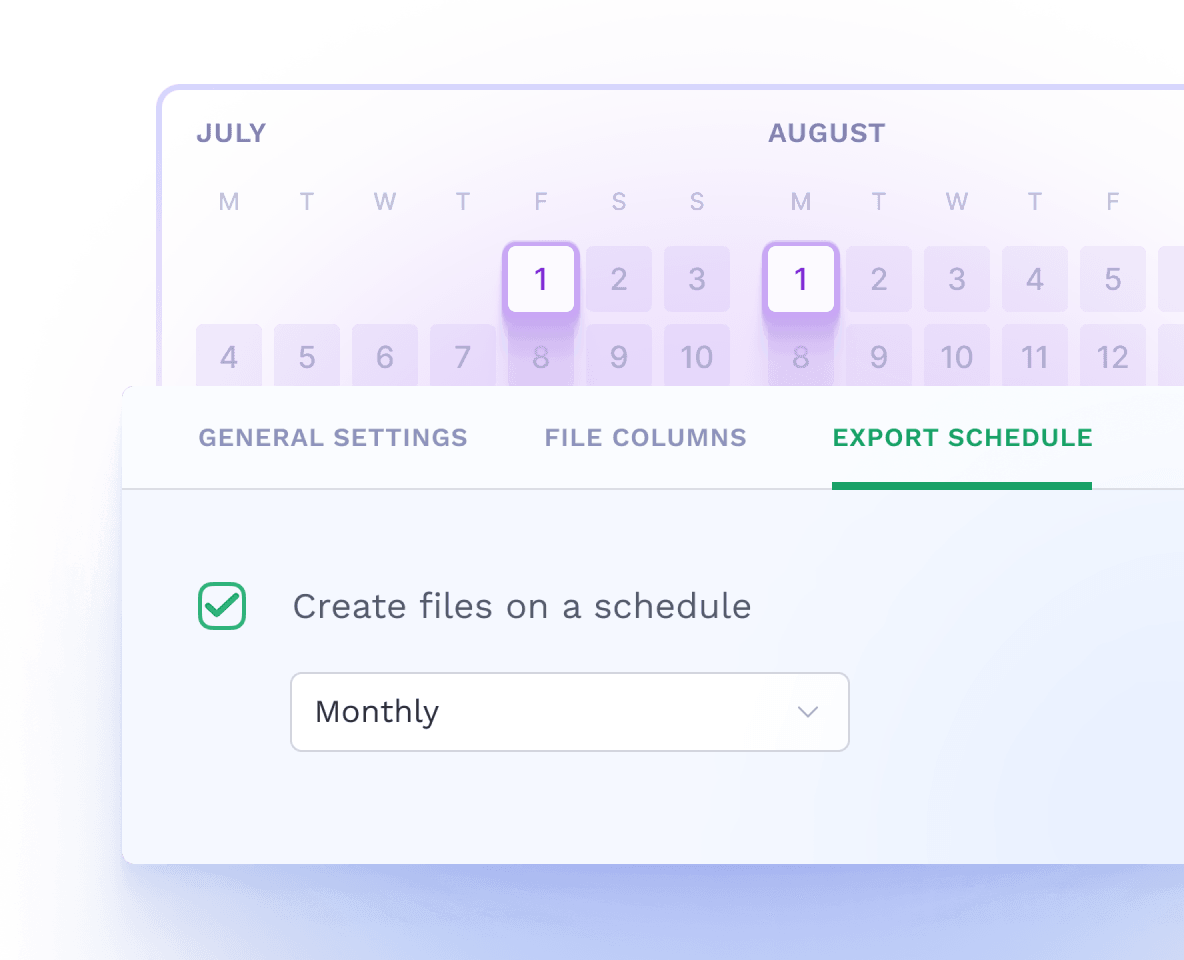 JULY AUGUST
M T W T F S S M T W T F
1 2 3 1 2 3 4 5
4 5 6 7 8 9 10 8 9 10 11 12
GENERAL SETTINGS FILE COLUMNS EXPORT SCHEDULE
Create files on a schedule
Monthly